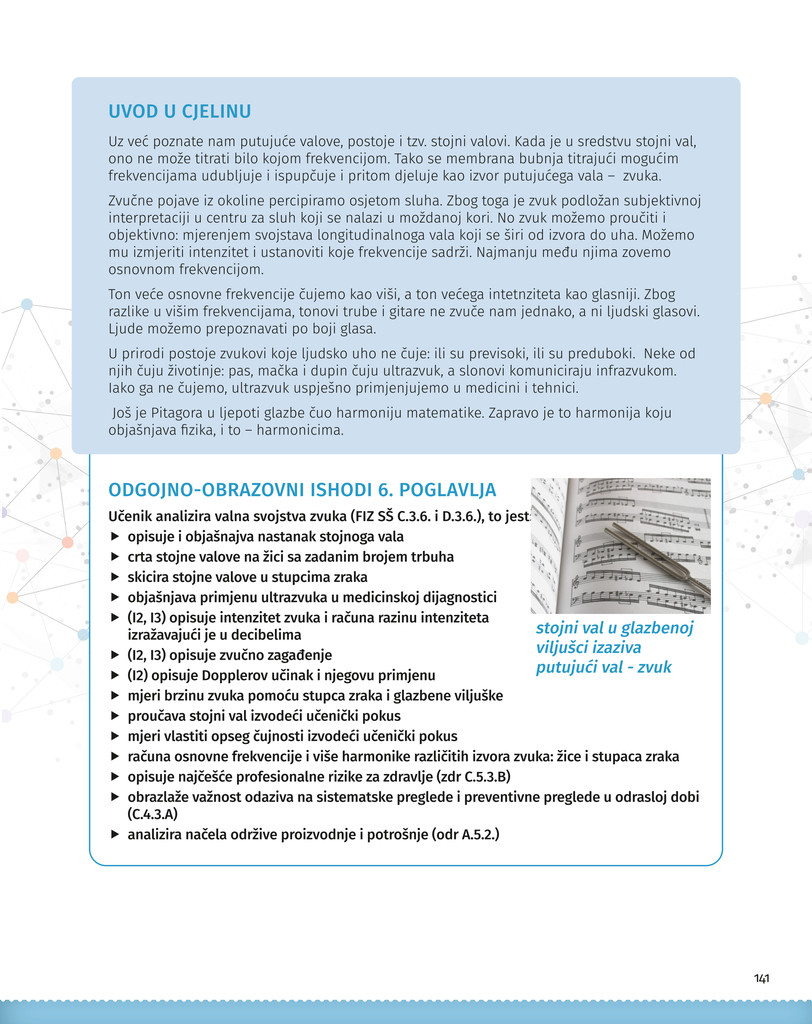 UVOD U CJELINU
Uz već poznate nam putujuće valove, postoje i tzv. stojni valovi. Kada je u sredstvu stojni val,
ono ne može titrati bilo kojom frekvencijom. Tako se membrana bubnja titrajući mogućim
frekvencijama udubljuje i ispupčuje i pritom djeluje kao izvor putujućega vala – zvuka.
Zvučne pojave iz okoline percipiramo osjetom sluha. Zbog toga je zvuk podložan subjektivnoj
interpretaciji u centru za sluh koji se nalazi u moždanoj kori. No zvuk možemo proučiti i
objektivno: mjerenjem svojstava longitudinalnoga vala koji se širi od izvora do uha. Možemo
mu izmjeriti intenzitet i ustanoviti koje frekvencije sadrži. Najmanju među njima zovemo
osnovnom frekvencijom.
Ton veće osnovne frekvencije čujemo kao viši, a ton većega intetnziteta kao glasniji. Zbog
razlike u višim frekvencijama, tonovi trube i gitare ne zvuče nam jednako, a ni ljudski glasovi.
Ljude možemo prepoznavati po boji glasa.
U prirodi postoje zvukovi koje ljudsko uho ne čuje: ili su previsoki, ili su preduboki. Neke od
njih čuju životinje: pas, mačka i dupin čuju ultrazvuk, a slonovi komuniciraju infrazvukom.
Iako ga ne čujemo, ultrazvuk uspješno primjenjujemo u medicini i tehnici.
Još je Pitagora u ljepoti glazbe čuo harmoniju matematike. Zapravo je to harmonija koju
objašnjava fizika, i to – harmonicima.
ODGOJNO-OBRAZOVNI ISHODI 6. POGLAVLJA
Učenik analizira valna svojstva zvuka (FIZ SŠ C.3.6. i D.3.6.), to jest:
▶ opisuje i objašnajva nastanak stojnoga vala
▶ crta stojne valove na žici sa zadanim brojem trbuha
▶ skicira stojne valove u stupcima zraka
▶ objašnjava primjenu ultrazvuka u medicinskoj dijagnostici
▶ (I2, I3) opisuje intenzitet zvuka i računa razinu intenziteta
izražavajući je u decibelima
▶ (I2, I3) opisuje zvučno zagađenje
▶ (I2) opisuje Dopplerov učinak i njegovu primjenu
▶ mjeri brzinu zvuka pomoću stupca zraka i glazbene viljuške
▶ proučava stojni val izvodeći učenički pokus
▶ mjeri vlastiti opseg čujnosti izvodeći učenički pokus
▶ računa osnovne frekvencije i više harmonike različitih izvora zvuka: žice i stupaca zraka
▶ opisuje najčešće profesionalne rizike za zdravlje (zdr C.5.3.B)
▶ obrazlaže važnost odaziva na sistematske preglede i preventivne preglede u odrasloj dobi
(C.4.3.A)
▶ analizira načela održive proizvodnje i potrošnje (odr A.5.2.)
stojni val u glazbenoj
viljušci izaziva
putujući val - zvuk
141